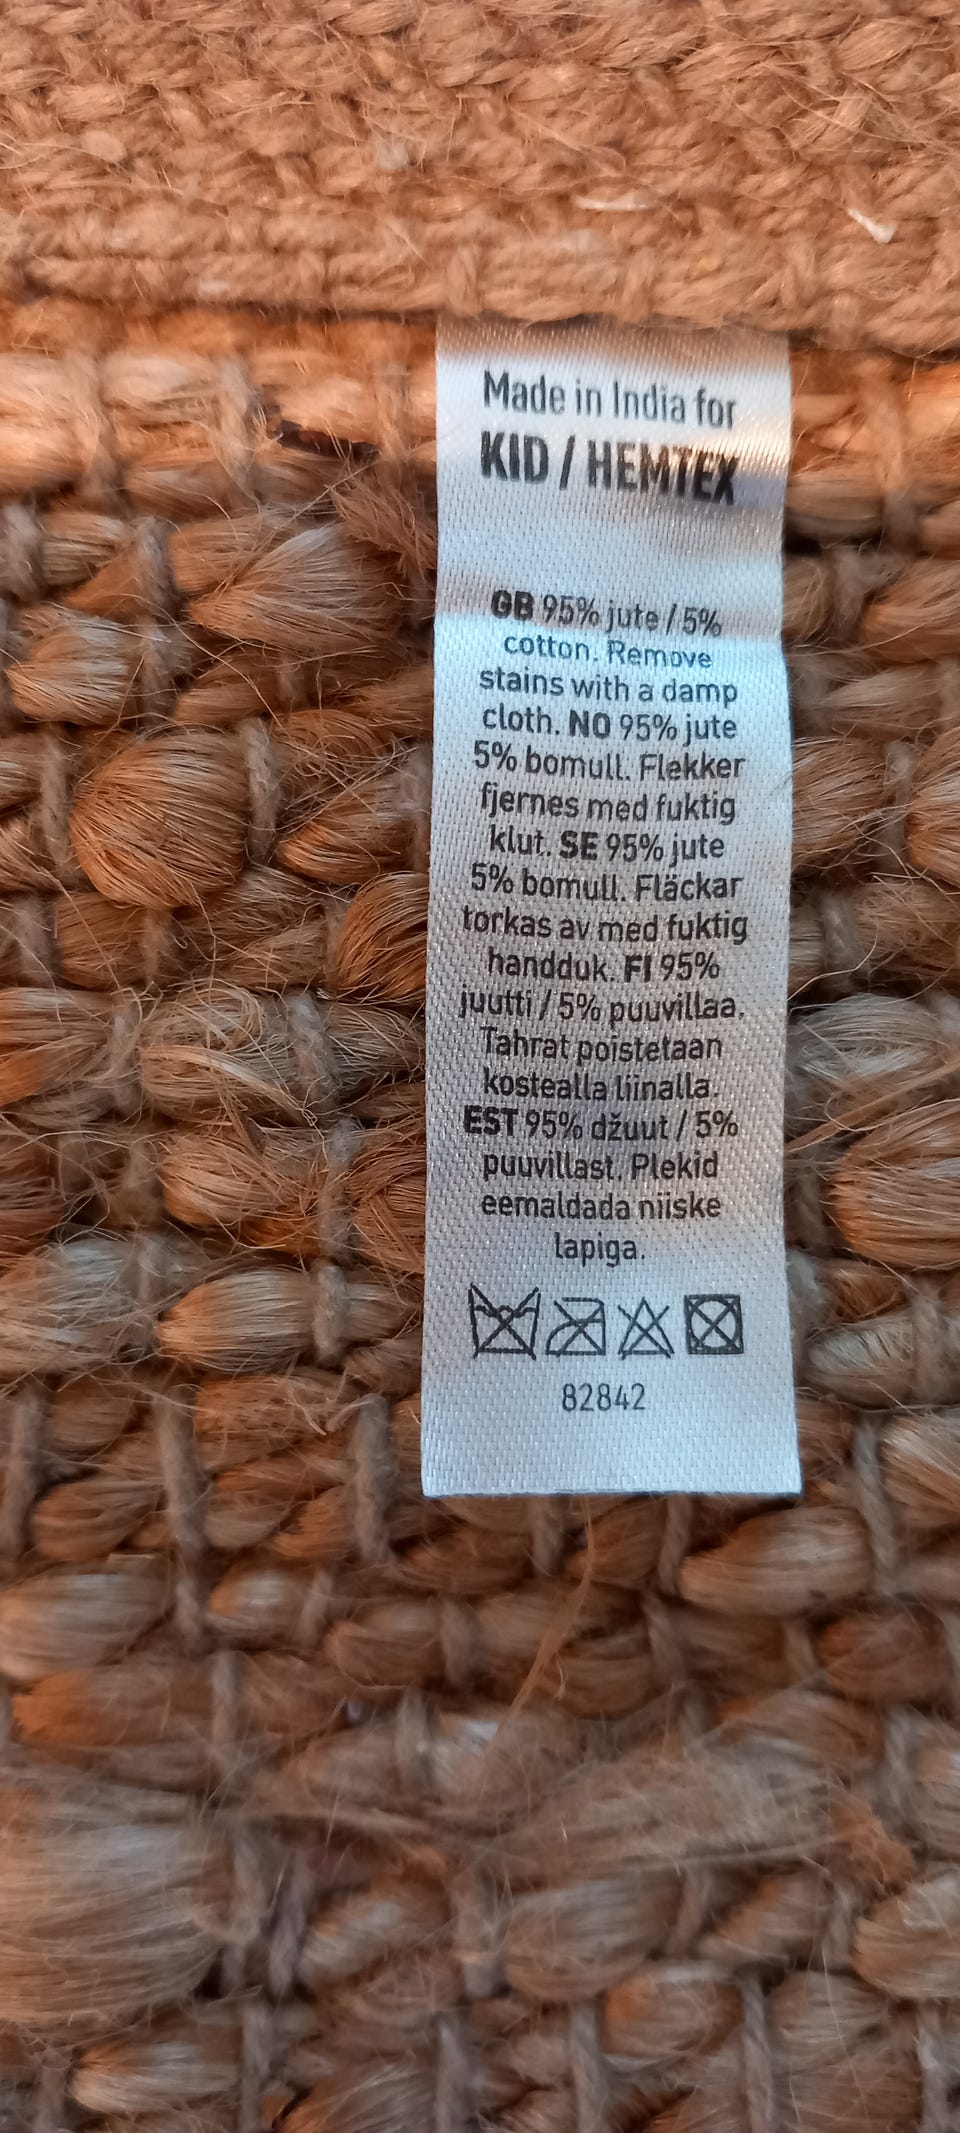 Made in India for
KID / HEMTEX
GB 95% jute / 5%
cotton. Remove
stains with a damp
cloth. NO 95% jute
5% bomull. Flekker
fjernes med fuktig
klut. SE 95% jute
5% bomull. Fläckar
torkas av med fuktig
handduk. FI 95%
juutti / 5% puuvillaa.
Tahrat poistetaan
kostealla liinalla.
EST 95% džuut / 5%
puuvillast. Plekid
eemaldada niiske
lapiga.
82842